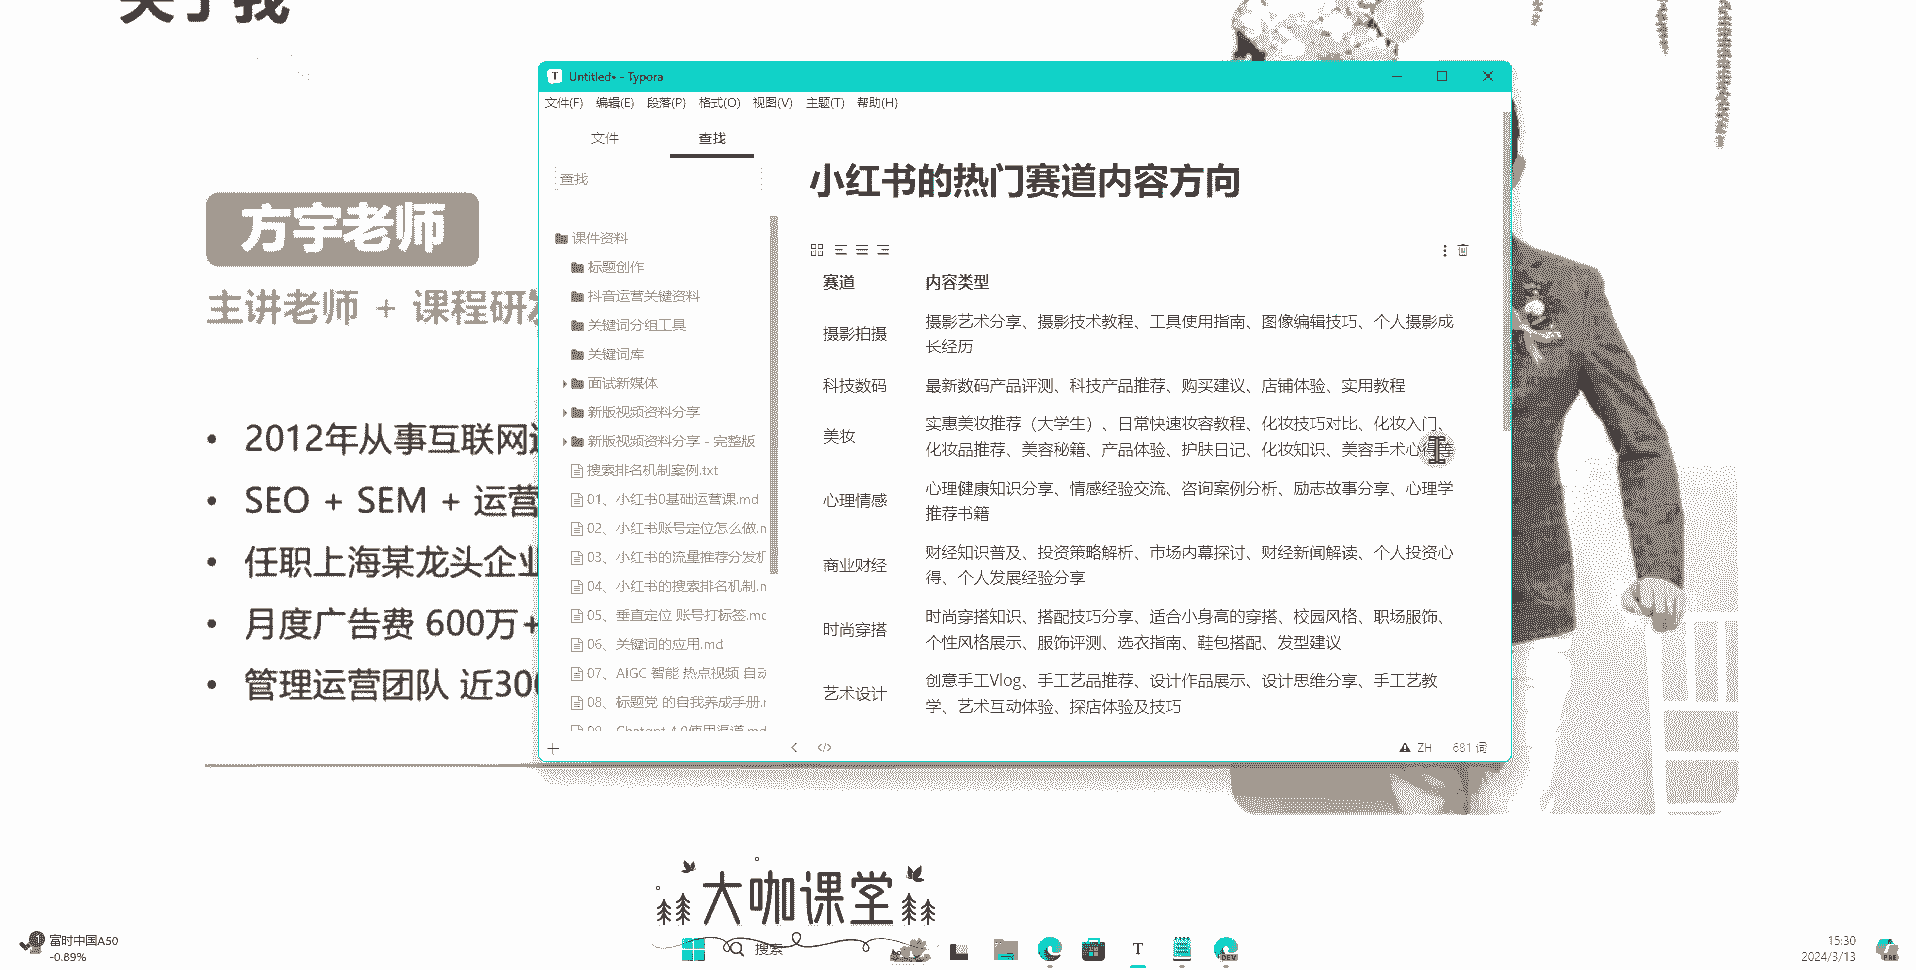 关于我
方宇老师
主讲老师 + 课程研发
2012年从事互联网
SEO + SEM + 运营
任职上海某龙头企业
月度广告费 600万+
管理运营团队 近300
Untitled• - Typora
文件(F) 编辑(E) 段落(P) 格式(O) 视图(V) 主题(T) 帮助(H)
文件 查找
查找
课件资料
标题创作
抖音运营关键资料
关键词分组工具
关键词库
面试新媒体
新版视频资料分享
新版视频资料分享 - 完整版
搜索排名机制案例.txt
01、小红书0基础运营课.md
02、小红书账号定位怎么做.m
03、小红书的流量推荐分发机
04、小红书的搜索排名机制.m
05、垂直定位 账号打标签.md
06、关键词的应用.md
07、AIGC 智能 热点视频 自动
08、标题党 的自我养成手册.m
09、Chatgpt 4.0使用渠道.md
小红书的热门赛道内容方向
赛道 内容类型
摄影拍摄 摄影艺术分享、摄影技术教程、工具使用指南、图像编辑技巧、个人摄影成
长经历
科技数码 最新数码产品评测、科技产品推荐、购买建议、店铺体验、实用教程
美妆 实惠美妆推荐（大学生）、日常快速妆容教程、化妆技巧对比、化妆入门、
化妆品推荐、美容秘籍、产品体验、护肤日记、化妆知识、美容手术心得等
心理情感 心理健康知识分享、情感经验交流、咨询案例分析、励志故事分享、心理学
推荐书籍
商业财经 财经知识普及、投资策略解析、市场内幕探讨、财经新闻解读、个人投资心
得、个人发展经验分享
时尚穿搭 时尚穿搭知识、搭配技巧分享、适合小身高的穿搭、校园风格、职场服饰、
个性风格展示、服饰评测、选衣指南、鞋包搭配、发型建议
艺术设计 创意手工Vlog、手工艺品推荐、设计作品展示、设计思维分享、手工艺教
学、艺术互动体验、探店体验及技巧
ZH 681 词
大咖课堂
富时中国A50
-0.89%
搜索
DEV
15:30
2024/3/13
PRE